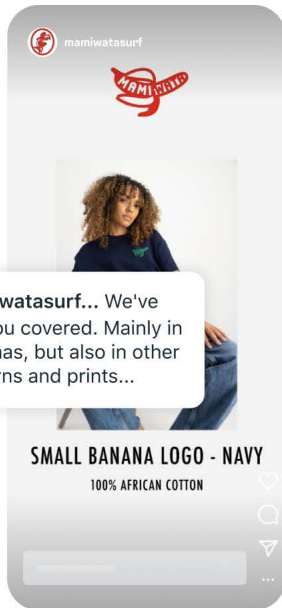 mamiwatasurf
MAMIWATA
watasurf... We've
ou covered. Mainly in
nas, but also in other
rns and prints...
SMALL BANANA LOGO - NAVY
100% AFRICAN COTTON